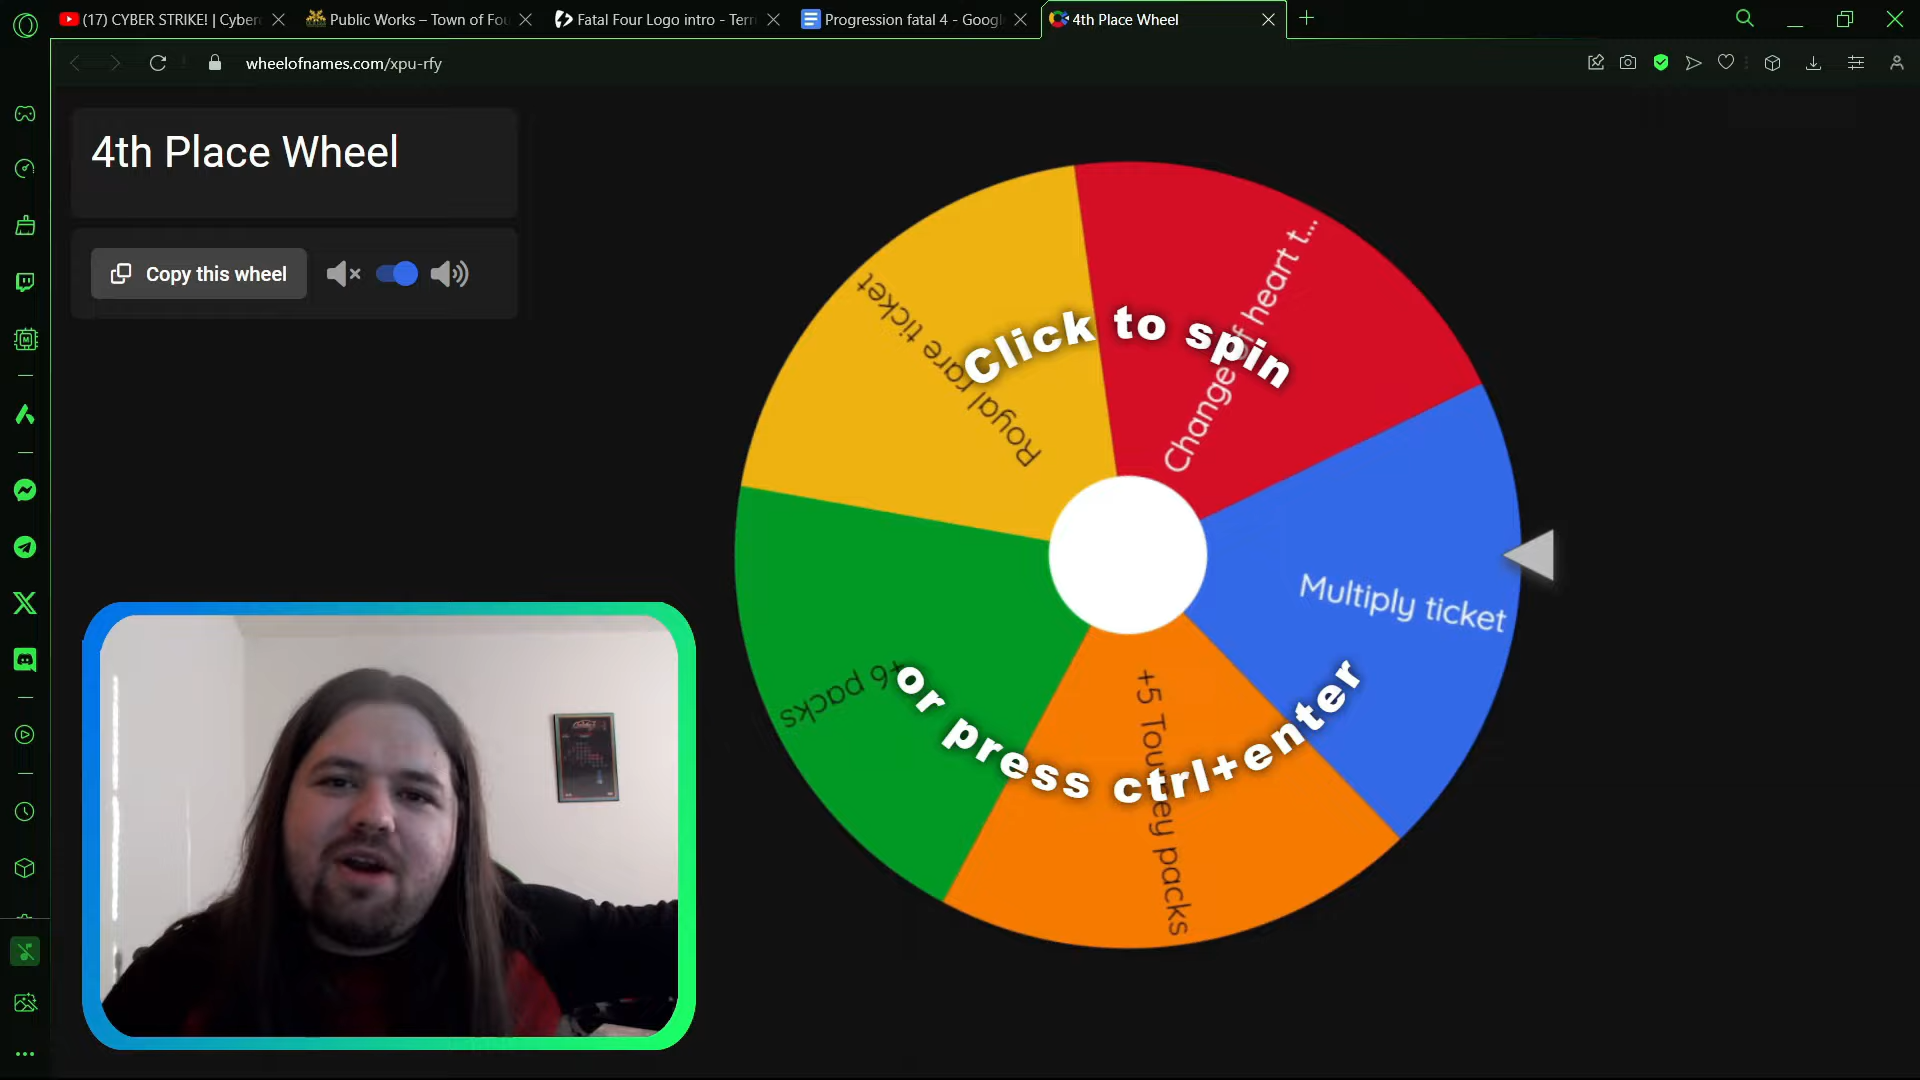 (17) CYBER STRIKE! | Cyber
Public Works – Town of Fou
Fatal Four Logo intro - Terr
Progression fatal 4 - Googl
4th Place Wheel
wheelofnames.com/xpu-rfy
4th Place Wheel
Copy this wheel
Click to spin
or press ctrl+enter
Royal rare ticket
Change of heart t...
Multiply ticket
+5 Tourney packs
+6 packs